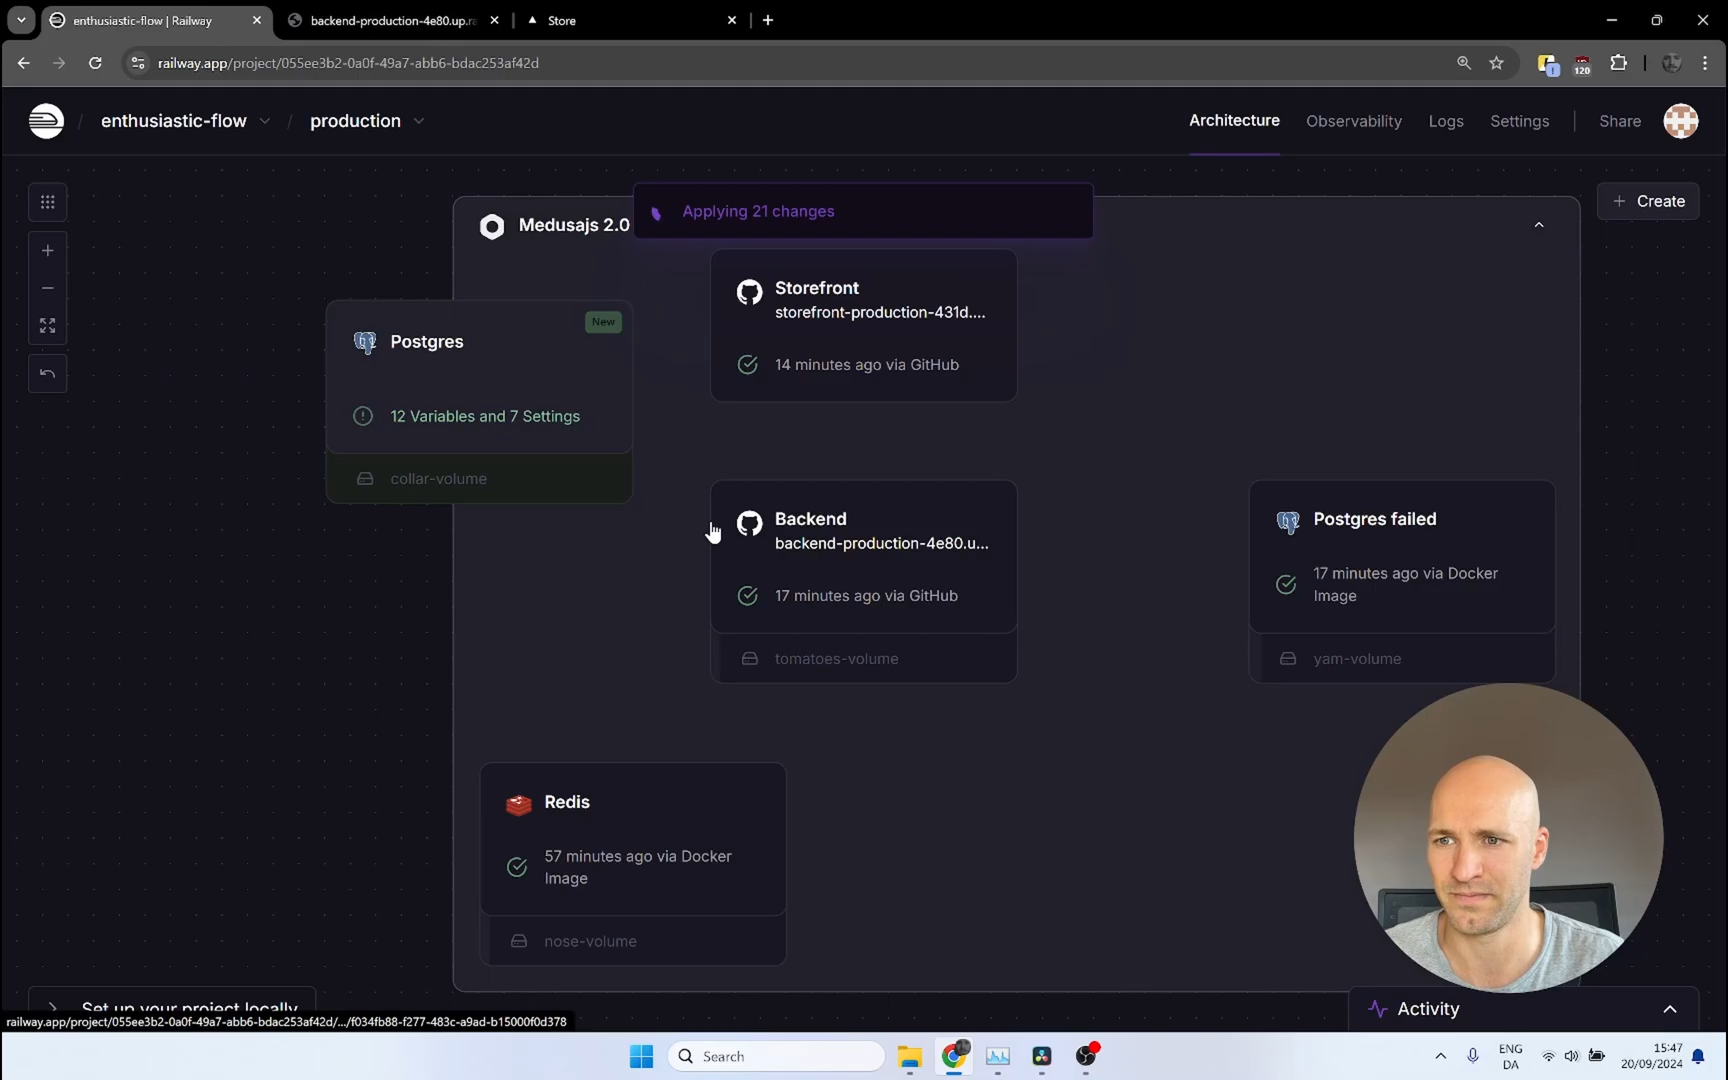 enthusiastic-flow | Railway
backend-production-4e80.up.ra
Store
railway.app/project/055ee3b2-0a0f-49a7-abb6-bdac253af42d
120
/ enthusiastic-flow / production
Architecture
Observability
Logs
Settings
Share
Create
Medusajs 2.0
Applying 21 changes
Storefront
storefront-production-431d....
14 minutes ago via GitHub
New
Postgres
12 Variables and 7 Settings
collar-volume
Backend
backend-production-4e80.u...
17 minutes ago via GitHub
tomatoes-volume
Postgres failed
17 minutes ago via Docker
Image
yam-volume
Redis
57 minutes ago via Docker
Image
nose-volume
Set up your project locally
Activity
railway.app/project/055ee3b2-0a0f-49a7-abb6-bdac253af42d/.../f034fb88-f277-483c-a9ad-b15000f0d378
Search
ENG
DA
15:47
20/09/2024